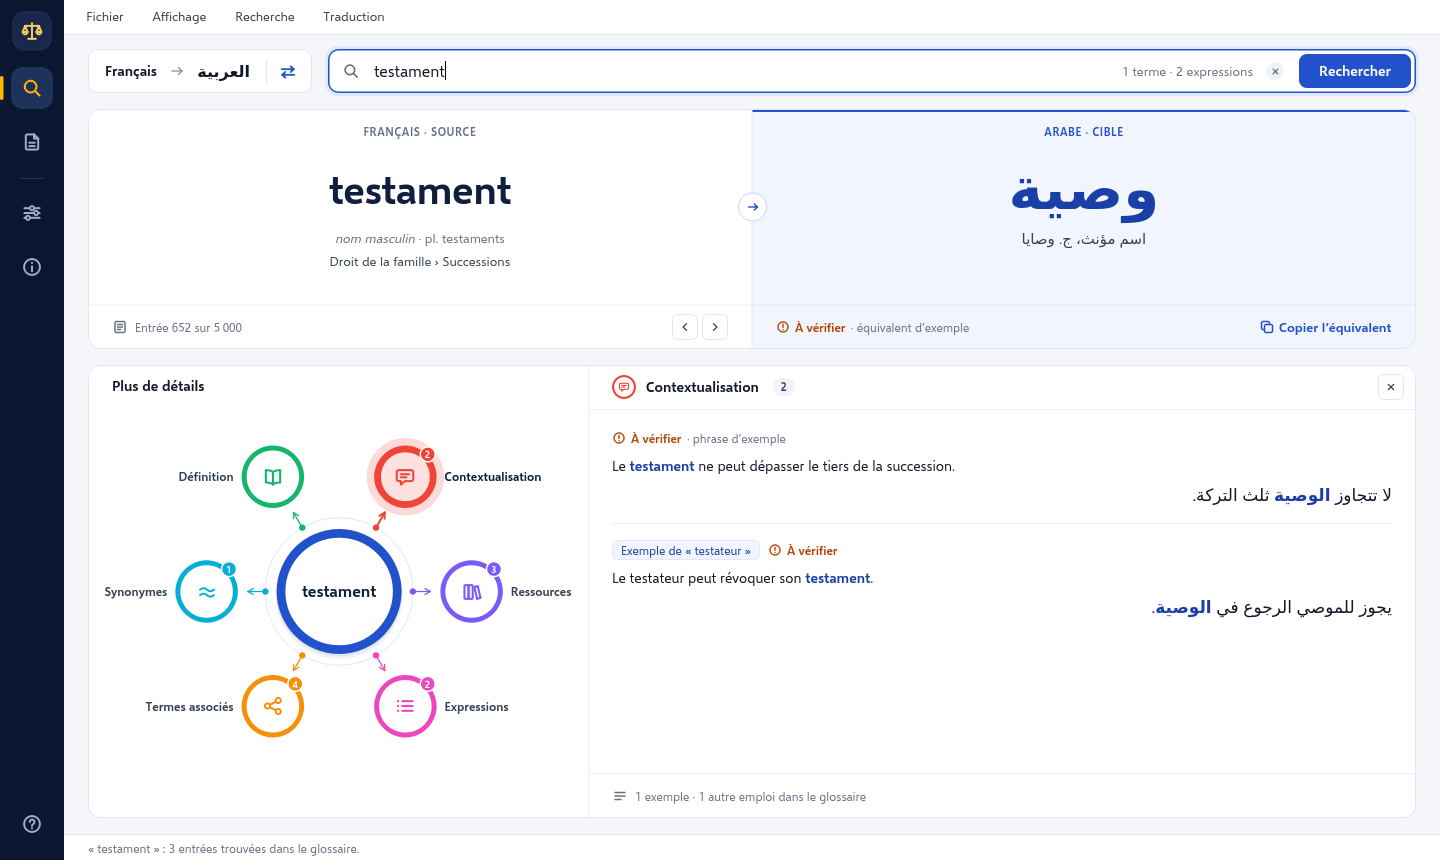 Fichier Affichage Recherche Traduction
Français → العربية
testament
1 terme · 2 expressions
Rechercher
FRANÇAIS · SOURCE
testament
nom masculin · pl. testaments
Droit de la famille › Successions
Entrée 652 sur 5 000
ARABE · CIBLE
وصية
اسم مؤنث، ج. وصايا
À vérifier · équivalent d’exemple
Copier l’équivalent
Plus de détails
Définition
2
Contextualisation
1
Synonymes
testament
3
Ressources
4
Termes associés
2
Expressions
Contextualisation 2
À vérifier · phrase d’exemple
Le testament ne peut dépasser le tiers de la succession.
لا تتجاوز الوصية ثلث التركة.
Exemple de « testateur » À vérifier
Le testateur peut révoquer son testament.
يجوز للموصي الرجوع في الوصية.
1 exemple · 1 autre emploi dans le glossaire
« testament » : 3 entrées trouvées dans le glossaire.